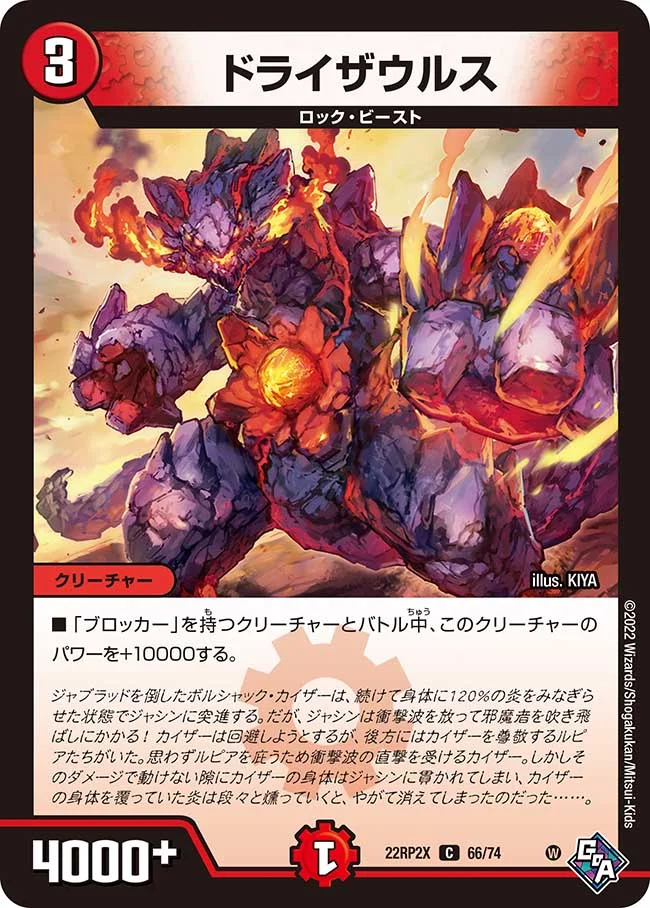 3
ドライザウルス
ロック・ビースト
クリーチャー
illus. KIYA
■「ブロッカー」を持つクリーチャーとバトル中、このクリーチャーの
パワーを+10000する。
ジャブラッドを倒したボルシャック・カイザーは、続けて身体に120%の炎をみなぎら
せた状態でジャシンに突進する。だが、ジャシンは衝撃波を放って邪魔者を吹き飛
ばしにかかる! カイザーは回避しようとするが、後方にはカイザーを尊敬するルピ
アたちがいた。思わずルピアを庇うため衝撃波の直撃を受けるカイザー。しかしそ
のダメージで動けない隙にカイザーの身体はジャシンに貫かれてしまい、カイザー
の身体を覆っていた炎は段々と燻っていくと、やがて消えてしまったのだった……。
©2022 Wizards/Shogakukan/Mitsui-Kids
4000+
1
22RP2X C 66/74 W
GoA